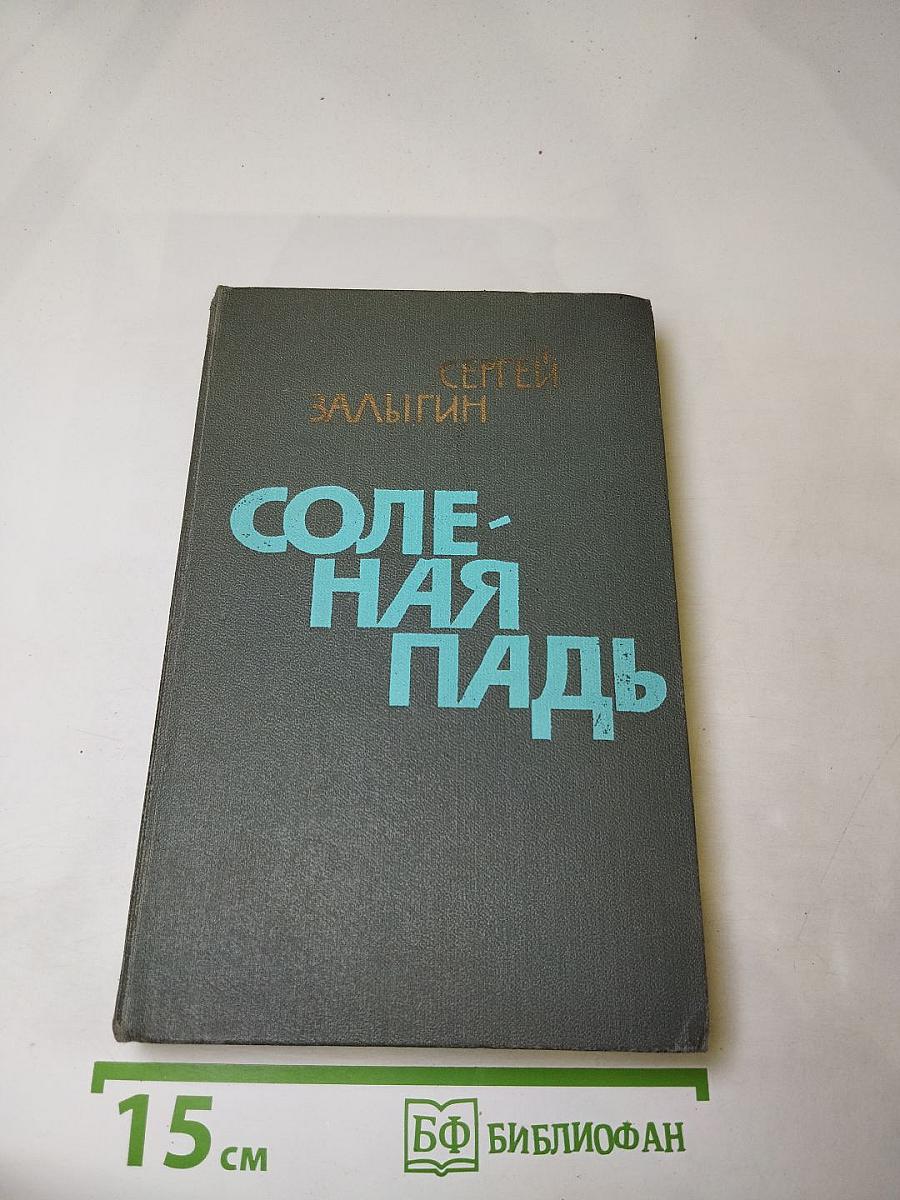 СЕРГЕЙ
ЗАЛЫГИН
СОЛЕ-
НАЯ
ПАДЬ
15 см
БФ БИБЛИОФАН